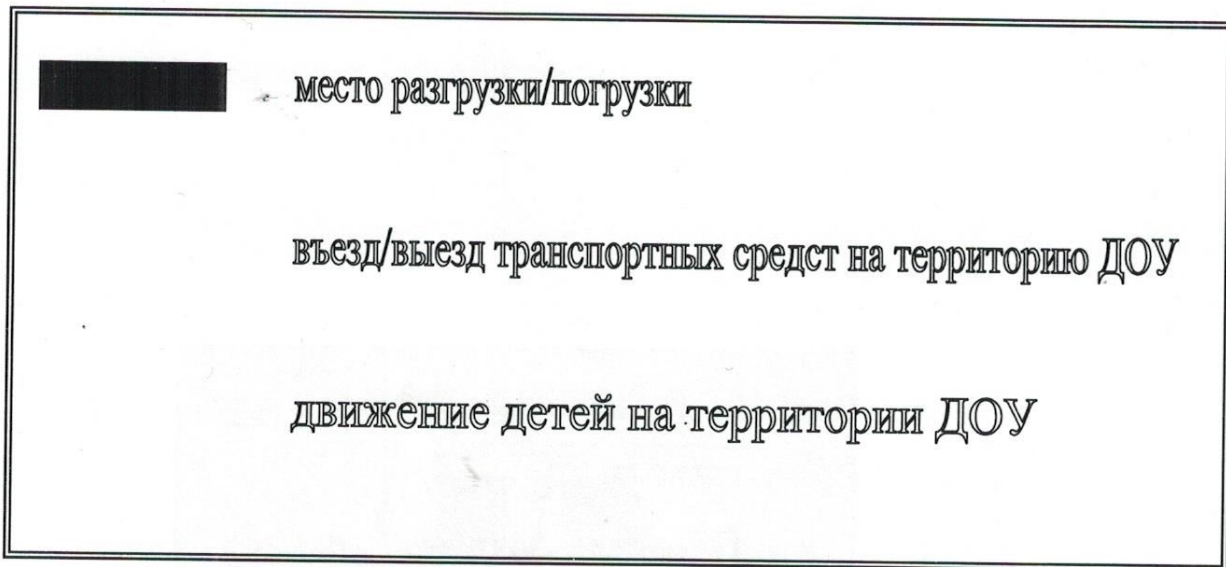 место разгрузки/погрузки
въезд/выезд транспортных средст на территорию ДОУ
движение детей на территории ДОУ